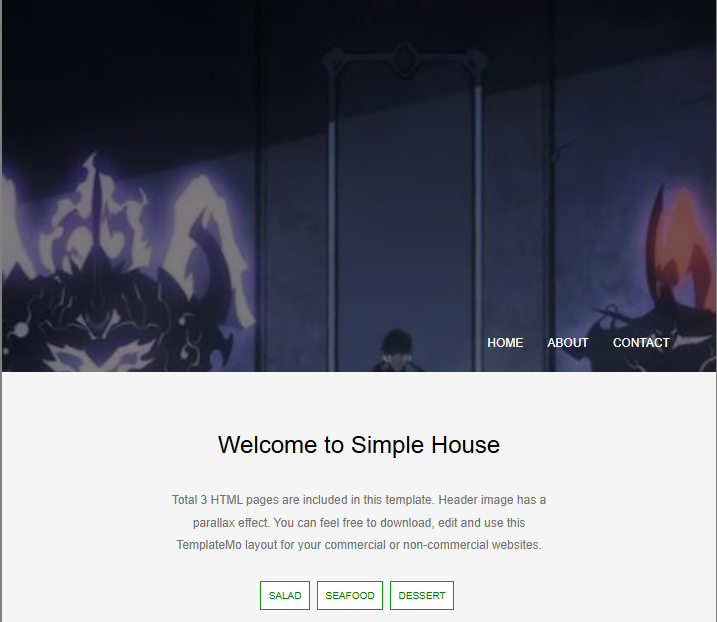 HOME ABOUT CONTACT
Welcome to Simple House
Total 3 HTML pages are included in this template. Header image has a
parallax effect. You can feel free to download, edit and use this
TemplateMo layout for your commercial or non-commercial websites.
SALAD SEAFOOD DESSERT